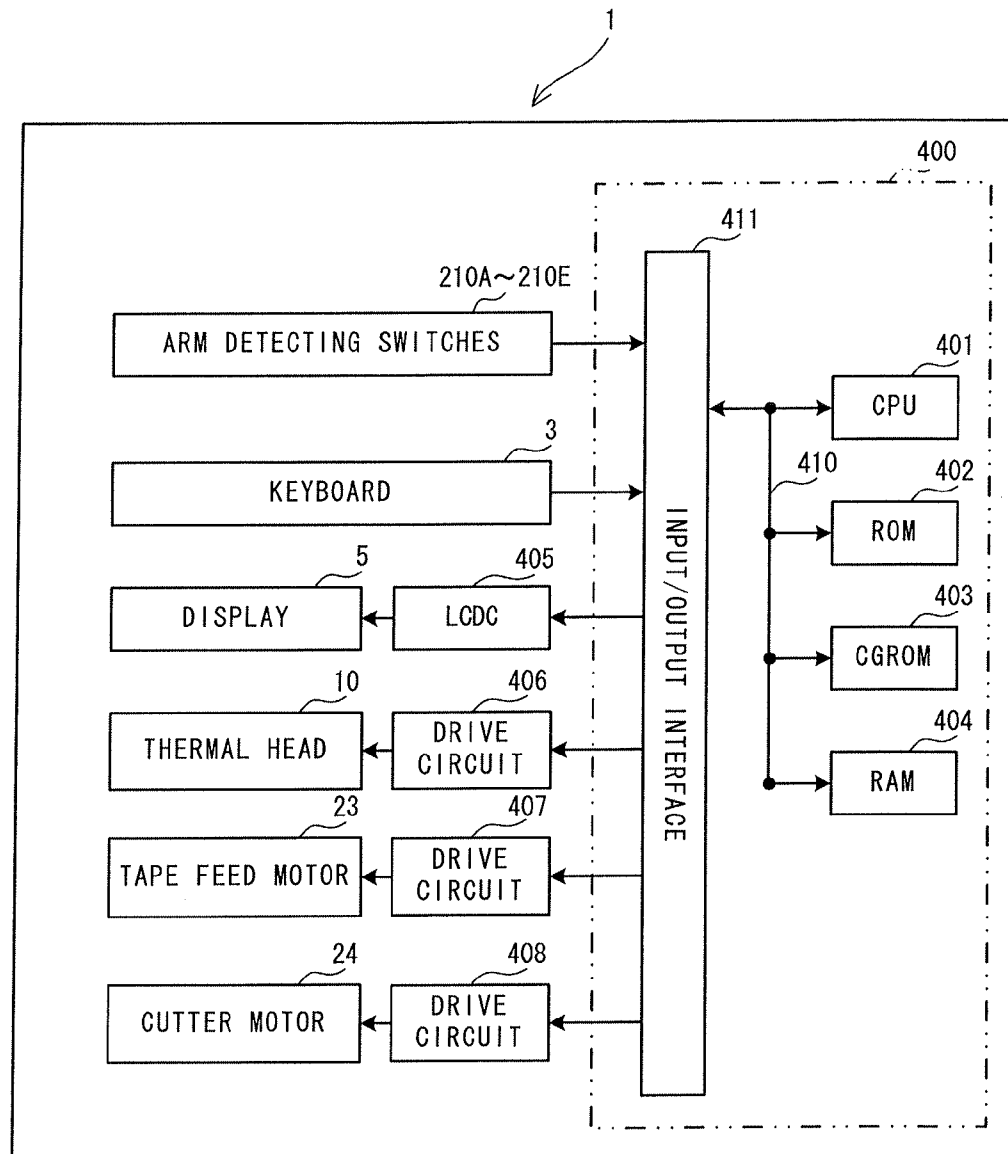 1
400
411
210A～210E
ARM DETECTING SWITCHES
401
CPU
3
KEYBOARD
410
402
ROM
5
DISPLAY
405
LCDC
403
CGROM
INPUT/OUTPUT INTERFACE
10
THERMAL HEAD
406
DRIVE
CIRCUIT
404
RAM
23
TAPE FEED MOTOR
407
DRIVE
CIRCUIT
24
CUTTER MOTOR
408
DRIVE
CIRCUIT